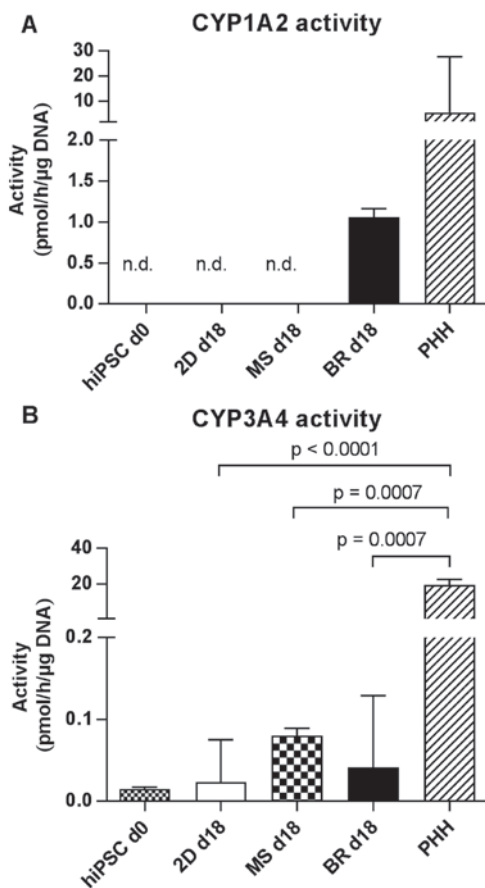 A
CYP1A2 activity
Activity
(pmol/h/µg DNA)
30
20
10
2.0
1.5
1.0
0.5
0.0
n.d.
n.d.
n.d.
hiPSC d0
2D d18
MS d18
BR d18
PHH
B
CYP3A4 activity
p < 0.0001
p = 0.0007
p = 0.0007
Activity
(pmol/h/µg DNA)
40
20
0.2
0.1
0.0
hiPSC d0
2D d18
MS d18
BR d18
PHH